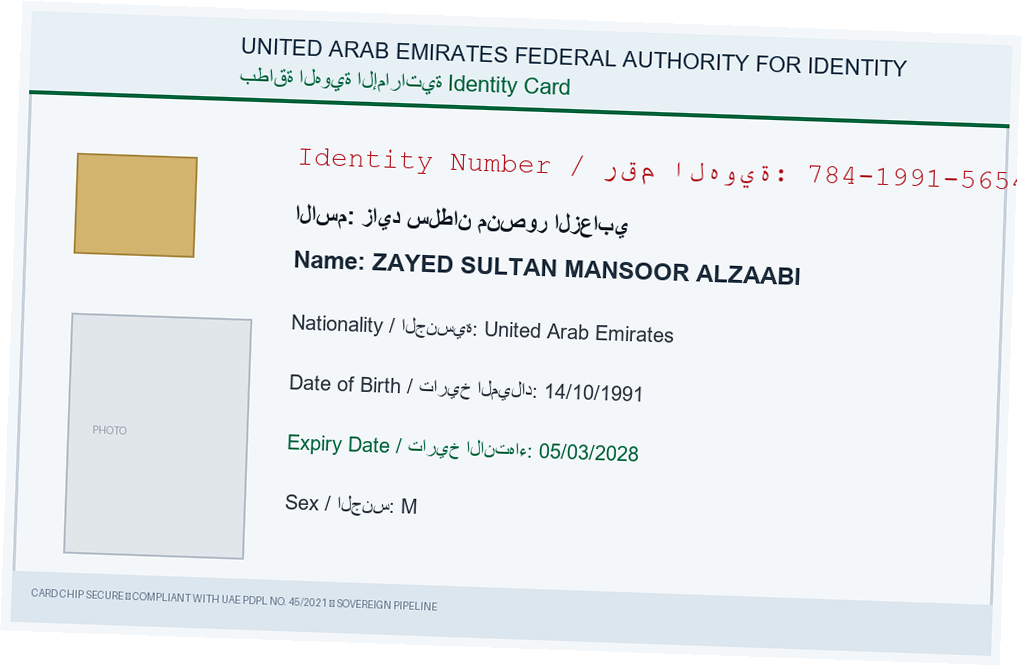 UNITED ARAB EMIRATES FEDERAL AUTHORITY FOR IDENTITY
بطاقة الهوية الإماراتية Identity Card
Identity Number / رقم الهوية: 784-1991-565
الاسم: زايد سلطان منصور الزعابي
Name: ZAYED SULTAN MANSOOR ALZAABI
Nationality / الجنسية: United Arab Emirates
Date of Birth / تاريخ الميلاد: 14/10/1991
Expiry Date / تاريخ الانتهاء: 05/03/2028
Sex / الجنس: M
PHOTO
CARD CHIP SECURE COMPLIANT WITH UAE PDPL NO. 45/2021 SOVEREIGN PIPELINE